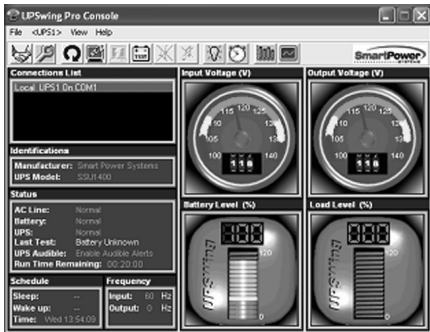 UPSwing Pro Console
File <UPS1> View Help
SmartPower
SYSTEMS
Connections List
Local UPS1 On COM1
Identifications
Manufacturer: Smart Power Systems
UPS Model: SSU1400
Status
AC Line: Normal
Battery: Normal
UPS: Normal
Last Test: Battery Unknown
UPS Audible: Enable Audible Alerts
Run Time Remaining: 00:20:00
Schedule
Sleep: --
Wake up: --
Time: Wed 13:54:09
Frequency
Input: 60 Hz
Output: 0 Hz
Input Voltage (V)
100 105 110 115 120 125 130 135 140
118
Output Voltage (V)
100 105 110 115 120 125 130 135 140
118
Battery Level (%)
UPSwing
120
0
Load Level (%)
UPSwing
120
0